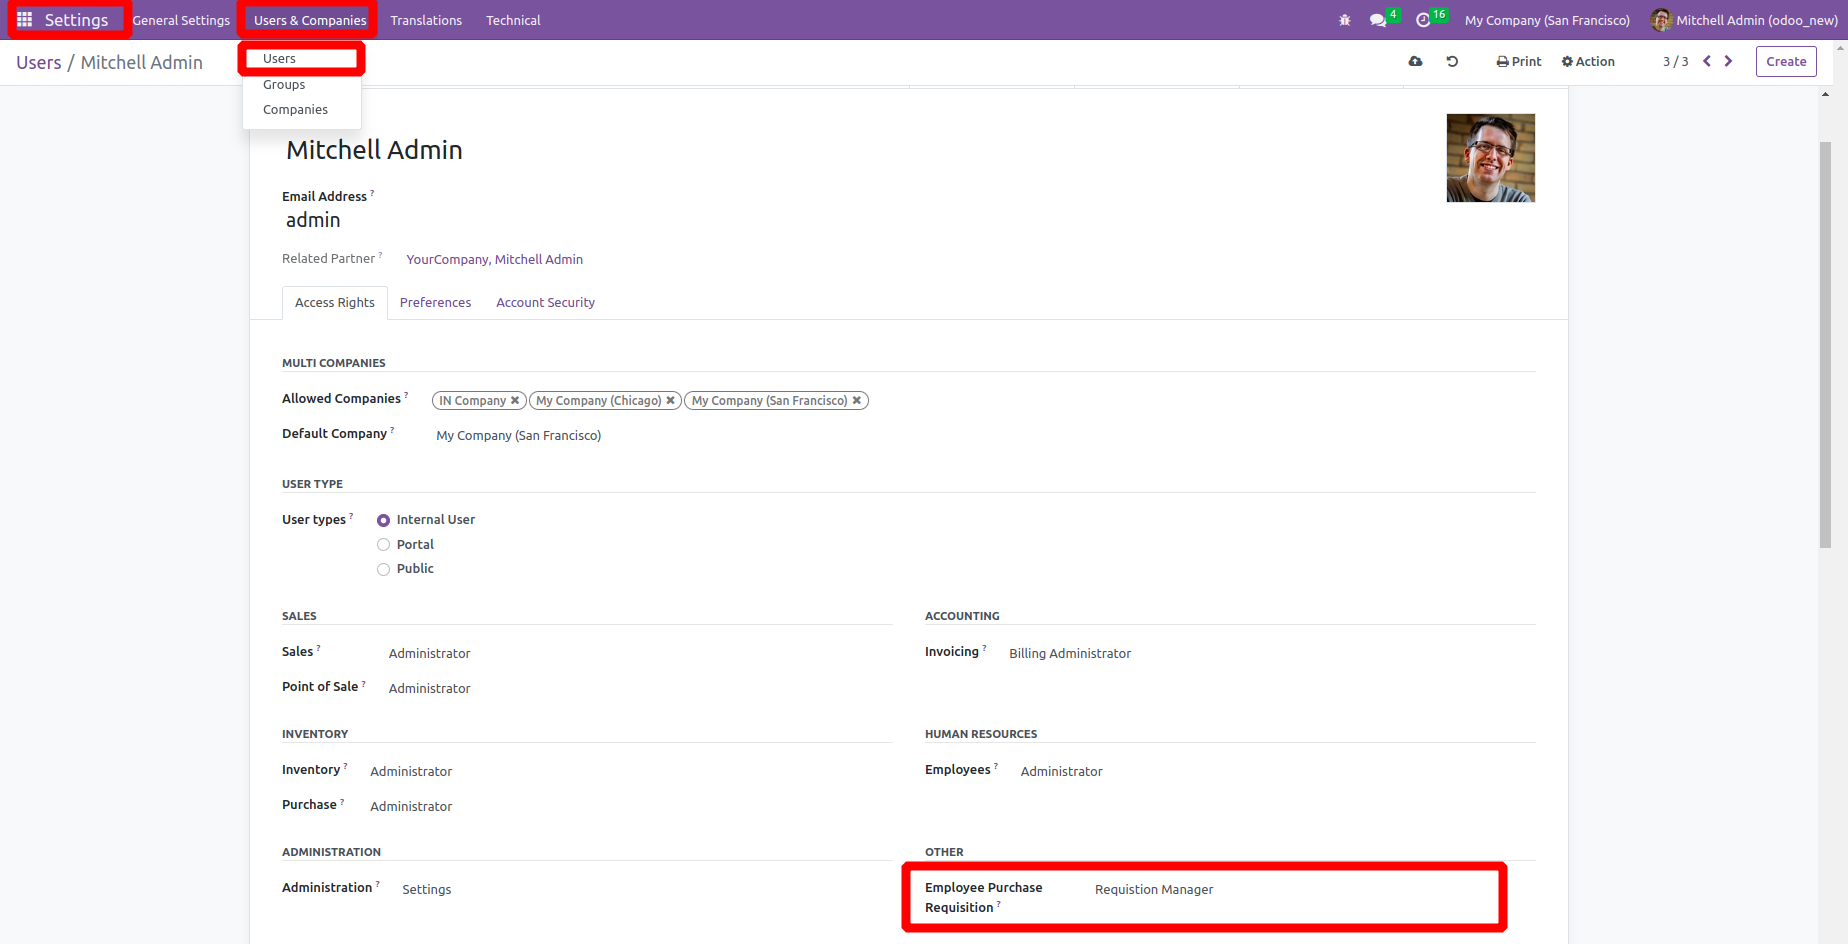 Settings General Settings Users & Companies Translations Technical 4 16 My Company (San Francisco) Mitchell Admin (odoo_new)
Users / Mitchell Admin Print Action 3 / 3 Create
Users
Groups
Companies
Mitchell Admin
Email Address ?
admin
Related Partner ? YourCompany, Mitchell Admin
Access Rights Preferences Account Security
MULTI COMPANIES
Allowed Companies ? IN Company ✖ My Company (Chicago) ✖ My Company (San Francisco) ✖
Default Company ? My Company (San Francisco)
USER TYPE
User types ? Internal User
Portal
Public
SALES ACCOUNTING
Sales ? Administrator Invoicing ? Billing Administrator
Point of Sale ? Administrator
INVENTORY HUMAN RESOURCES
Inventory ? Administrator Employees ? Administrator
Purchase ? Administrator
ADMINISTRATION OTHER
Administration ? Settings Employee Purchase Requistion Manager
Requisition ?